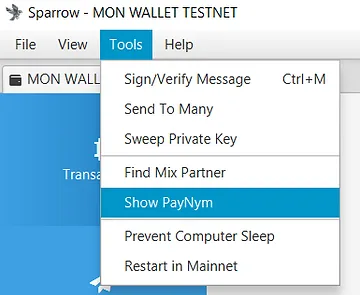 Sparrow - MON WALLET TESTNET
File View Tools Help
MON WALL
Sign/Verify Message Ctrl+M
Send To Many
Sweep Private Key
Find Mix Partner
Show PayNym
Prevent Computer Sleep
Restart in Mainnet
Transa